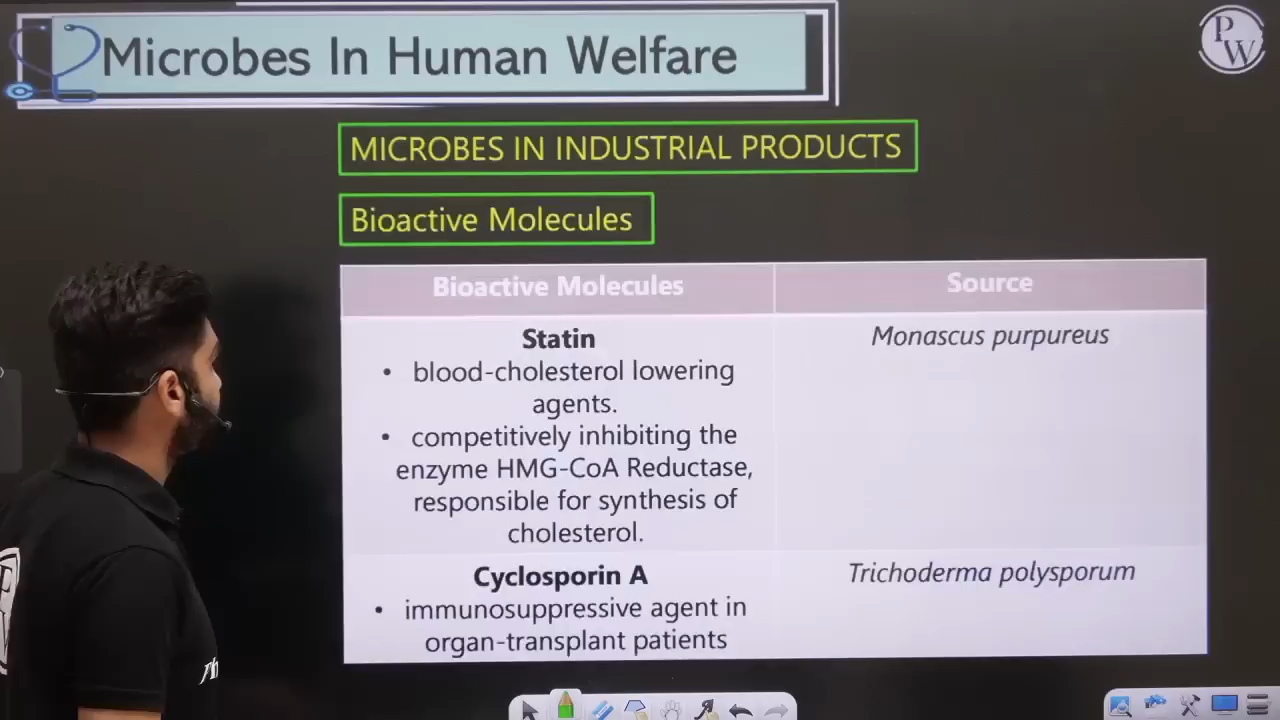 Microbes In Human Welfare
PW
MICROBES IN INDUSTRIAL PRODUCTS
Bioactive Molecules
Bioactive Molecules
Source
Statin
Monascus purpureus
• blood-cholesterol lowering
agents.
• competitively inhibiting the
enzyme HMG-CoA Reductase,
responsible for synthesis of
cholesterol.
Cyclosporin A
Trichoderma polysporum
• immunosuppressive agent in
organ-transplant patients